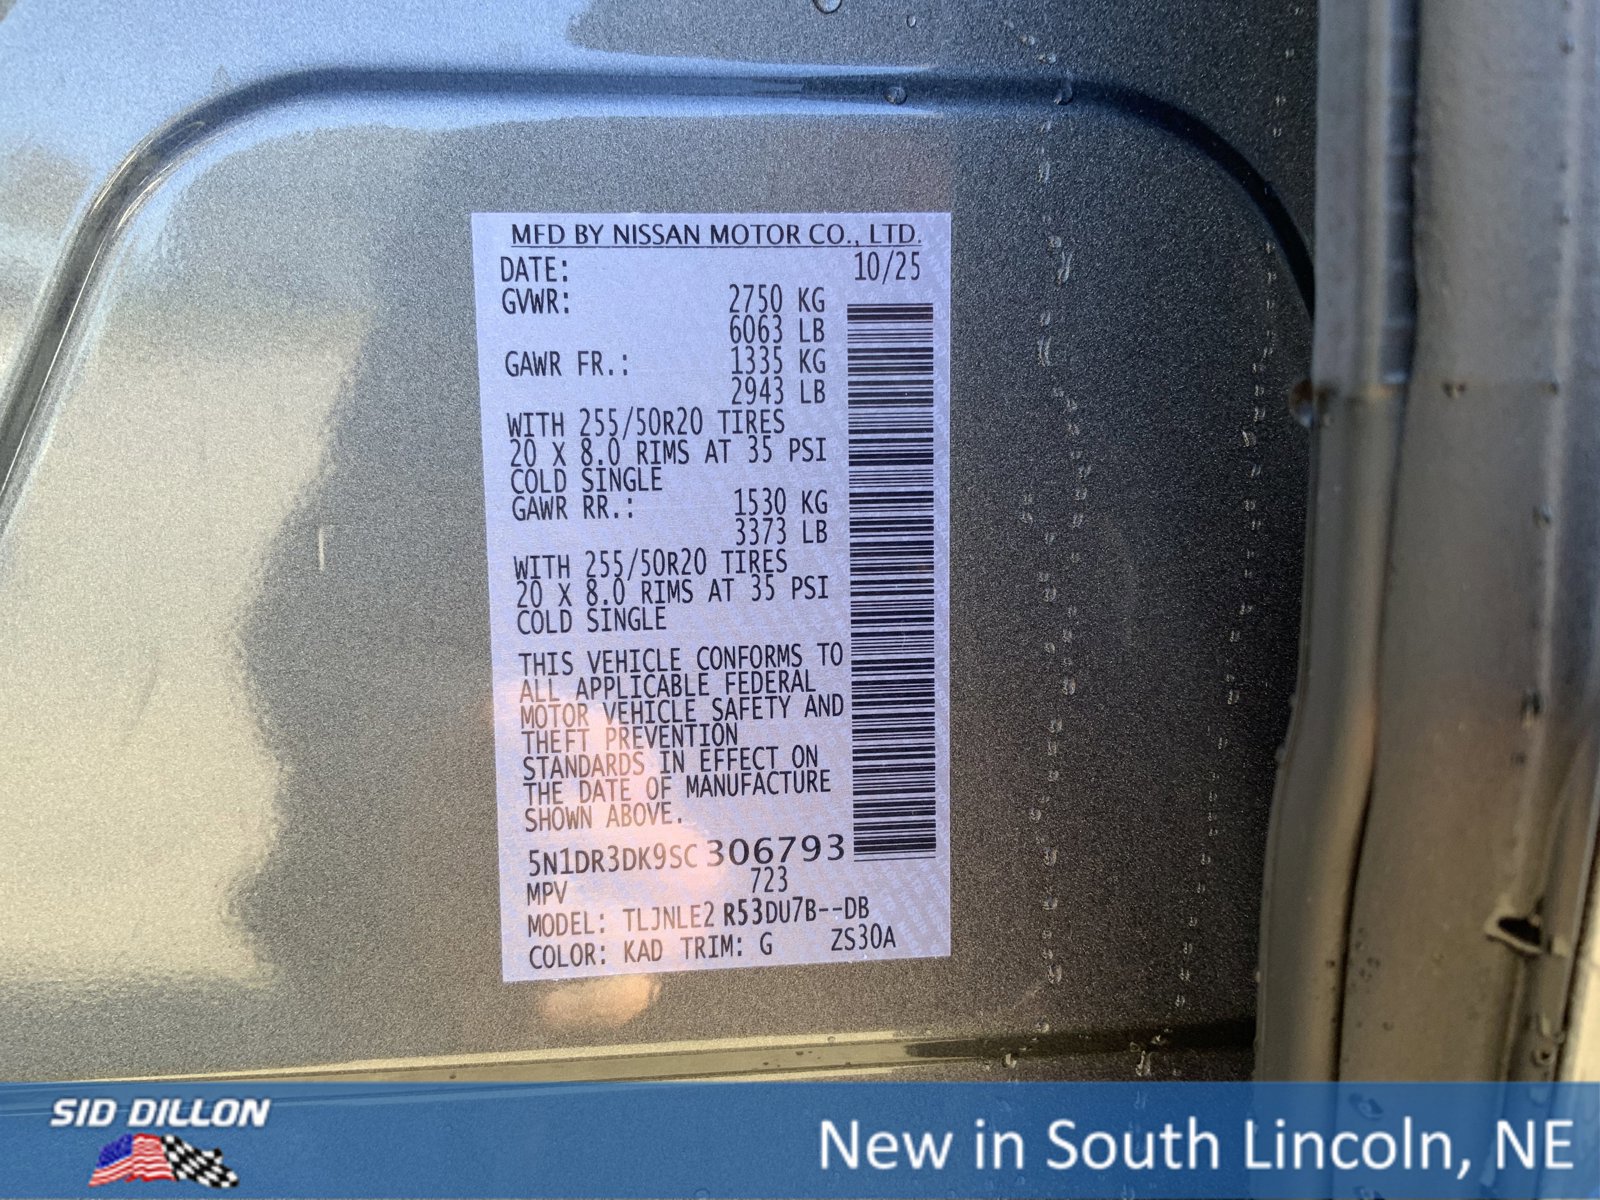 MFD BY NISSAN MOTOR CO., LTD.
DATE: 10/25
GVWR: 2750 KG
6063 LB
GAWR FR.: 1335 KG
2943 LB
WITH 255/50R20 TIRES
20 X 8.0 RIMS AT 35 PSI
COLD SINGLE
GAWR RR.: 1530 KG
3373 LB
WITH 255/50R20 TIRES
20 X 8.0 RIMS AT 35 PSI
COLD SINGLE
THIS VEHICLE CONFORMS TO
ALL APPLICABLE FEDERAL
MOTOR VEHICLE SAFETY AND
THEFT PREVENTION
STANDARDS IN EFFECT ON
THE DATE OF MANUFACTURE
SHOWN ABOVE.
5N1DR3DK9SC306793
MPV 723
MODEL: TLJNLE2 R53DU7B--DB
COLOR: KAD TRIM: G ZS30A
SID DILLON
New in South Lincoln, NE